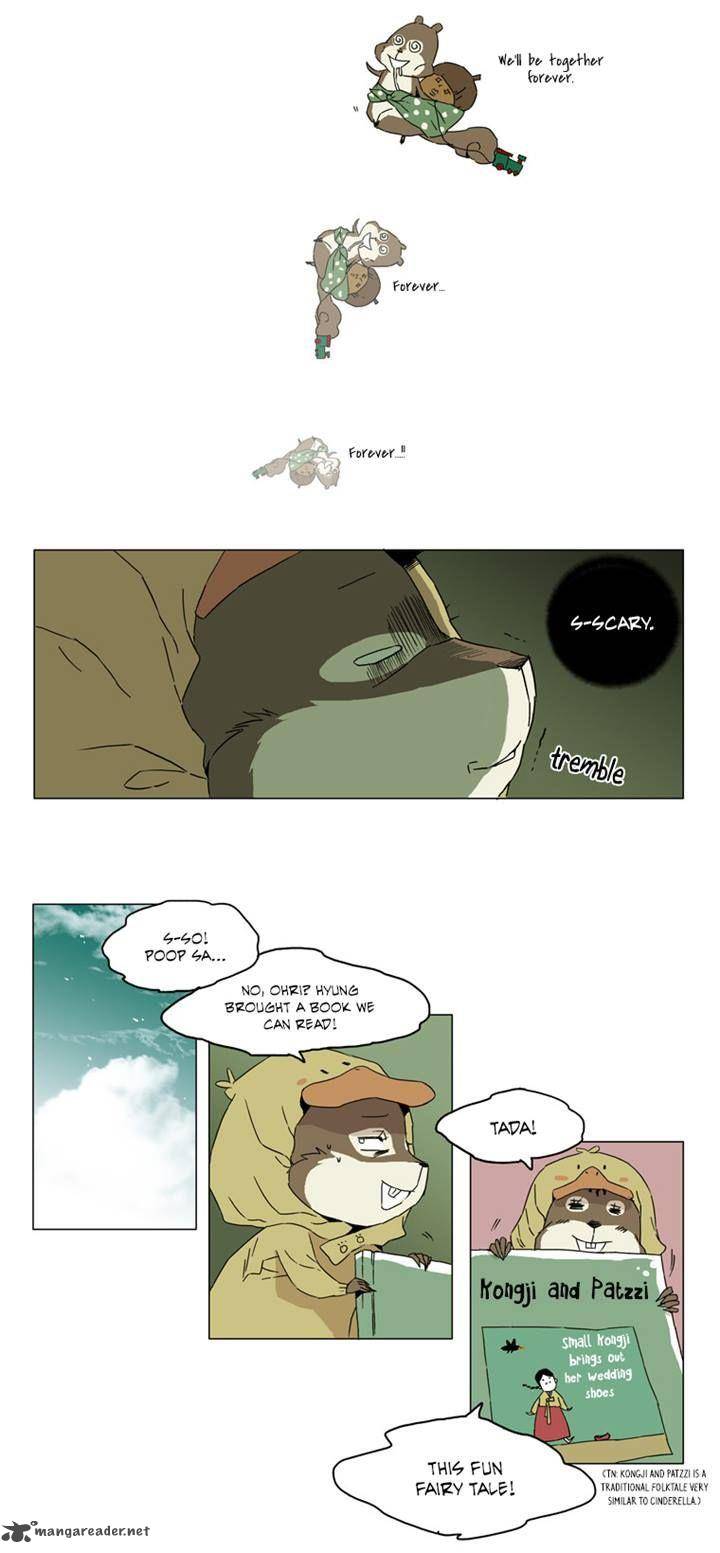 We'll be together
forever.
Forever...
Forever....!!
S-SCARY.
tremble
S-SO!
POOP SA...
NO, OHRI? HYUNG
BROUGHT A BOOK WE
CAN READ!
TADA!
Kongji and Patzzi
Small Kongji
brings out
her wedding
shoes
THIS FUN
FAIRY TALE!
(TN: KONGJI AND PATZZI IS A
TRADITIONAL FOLKTALE VERY
SIMILAR TO CINDERELLA.)
mangareader.net